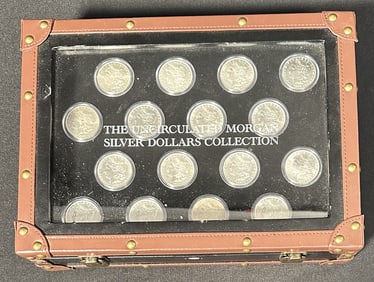 THE UNCIRCULATED MORGAN
SILVER DOLLARS COLLECTION